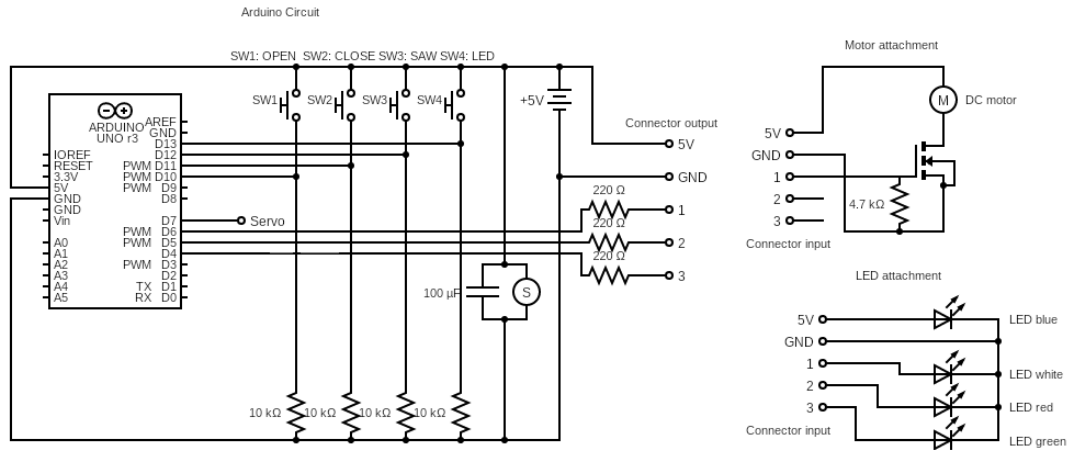 Arduino Circuit
SW1: OPEN SW2: CLOSE SW3: SAW SW4: LED
SW1
SW2
SW3
SW4
+5V
ARDUINO
UNO r3
AREF
GND
D13
IOREF
D12
RESET
PWM D11
3.3V
PWM D10
5V
PWM D9
GND
D8
GND
Vin
D7
PWM D6
A0
PWM D5
A1
D4
A2
PWM D3
A3
D2
A4
TX D1
A5
RX D0
Servo
100 µF
S
10 kΩ
10 kΩ
10 kΩ
10 kΩ
Connector output
5V
GND
220 Ω
1
220 Ω
2
220 Ω
3
Motor attachment
M
DC motor
5V
GND
1
2
3
4.7 kΩ
Connector input
LED attachment
5V
LED blue
GND
1
LED white
2
LED red
3
LED green
Connector input